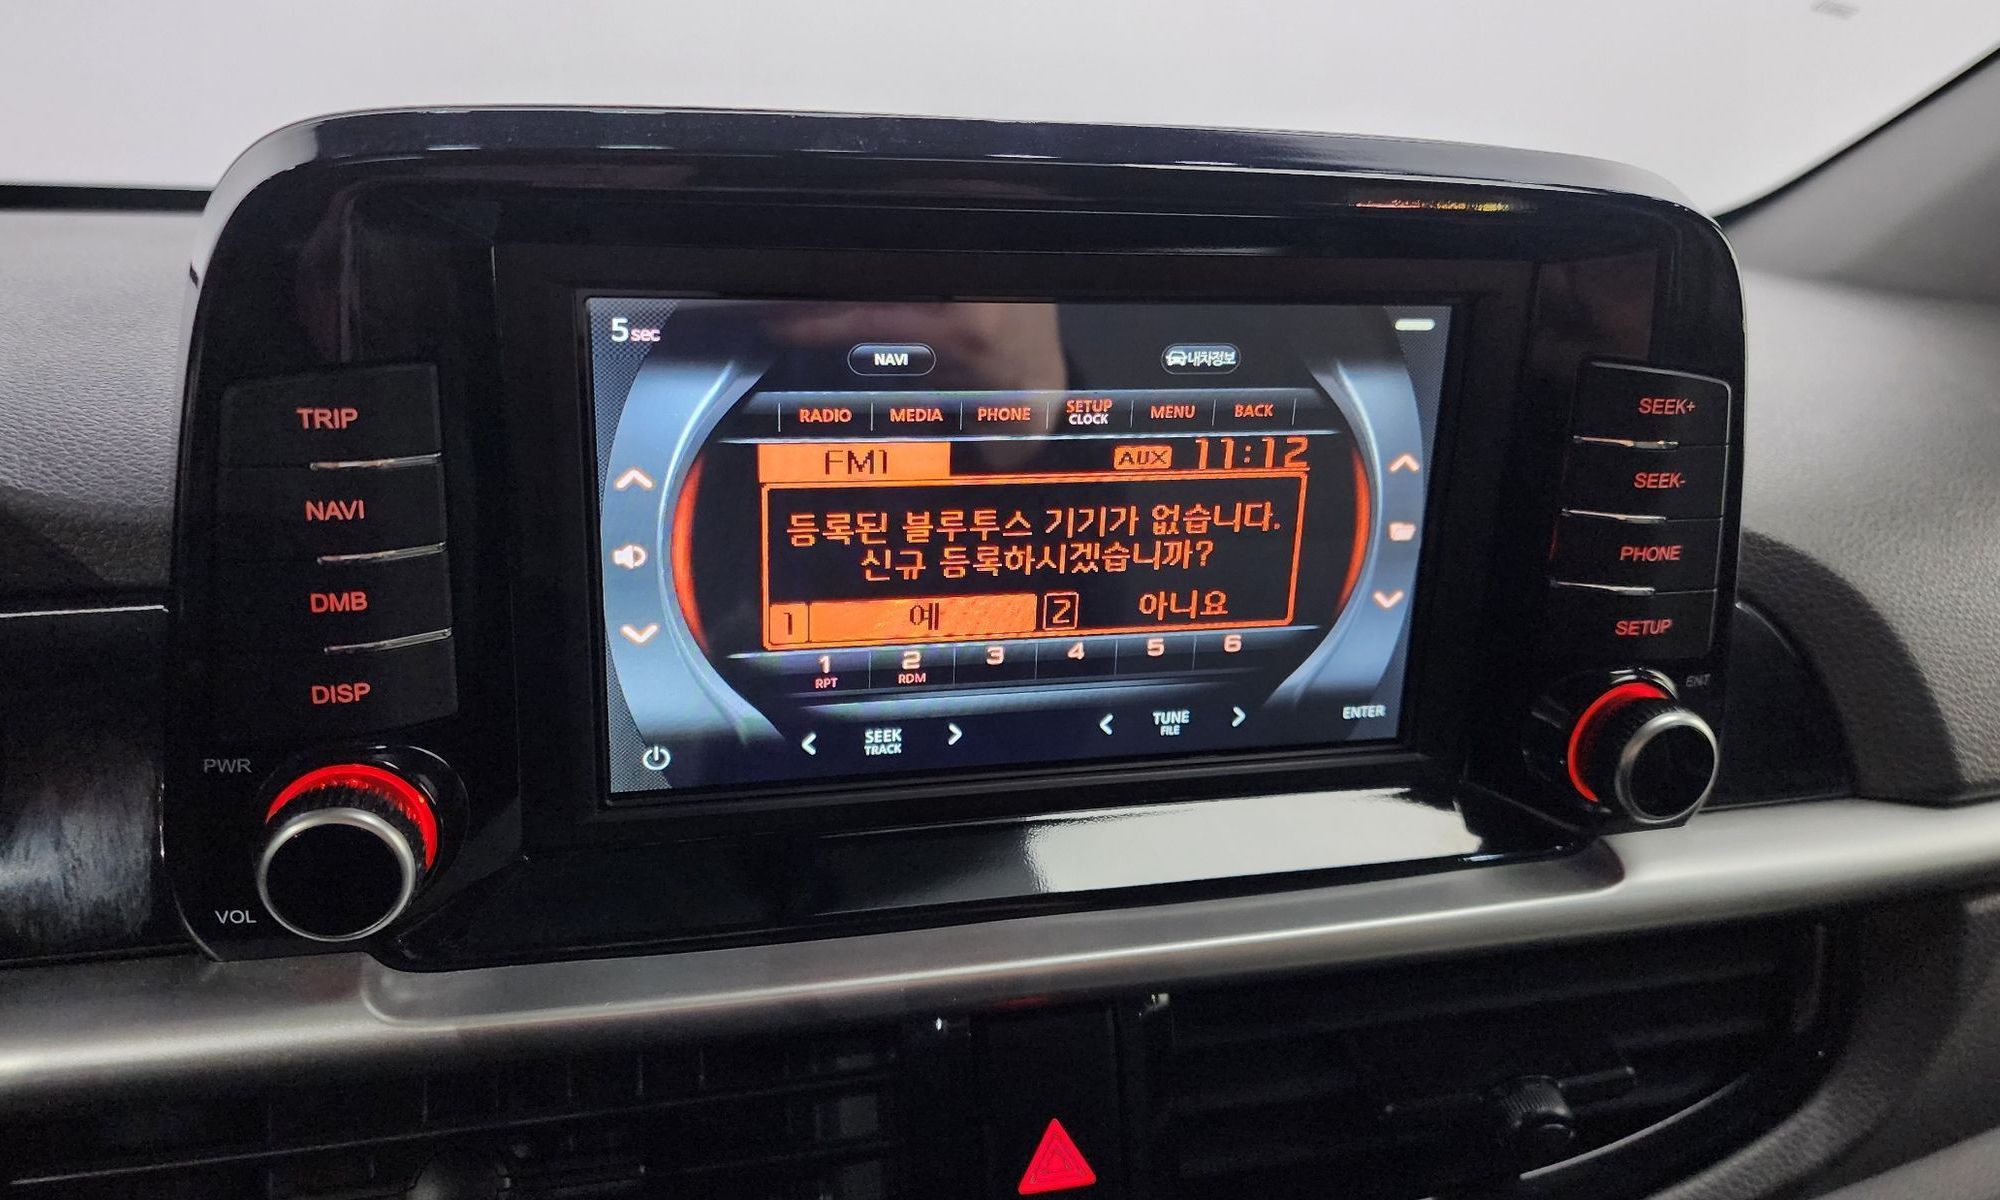 TRIP
NAVI
DMB
DISP
PWR
VOL
5 sec
NAVI
내차정보
RADIO MEDIA PHONE SETUP CLOCK MENU BACK
FM1 AUX 11:12
등록된 블루투스 기기가 없습니다.
신규 등록하시겠습니까?
1 예 2 아니요
1 2 3 4 5 6
RPT RDM
SEEK TRACK
TUNE FILE
ENTER
SEEK+
SEEK-
PHONE
SETUP
ENT